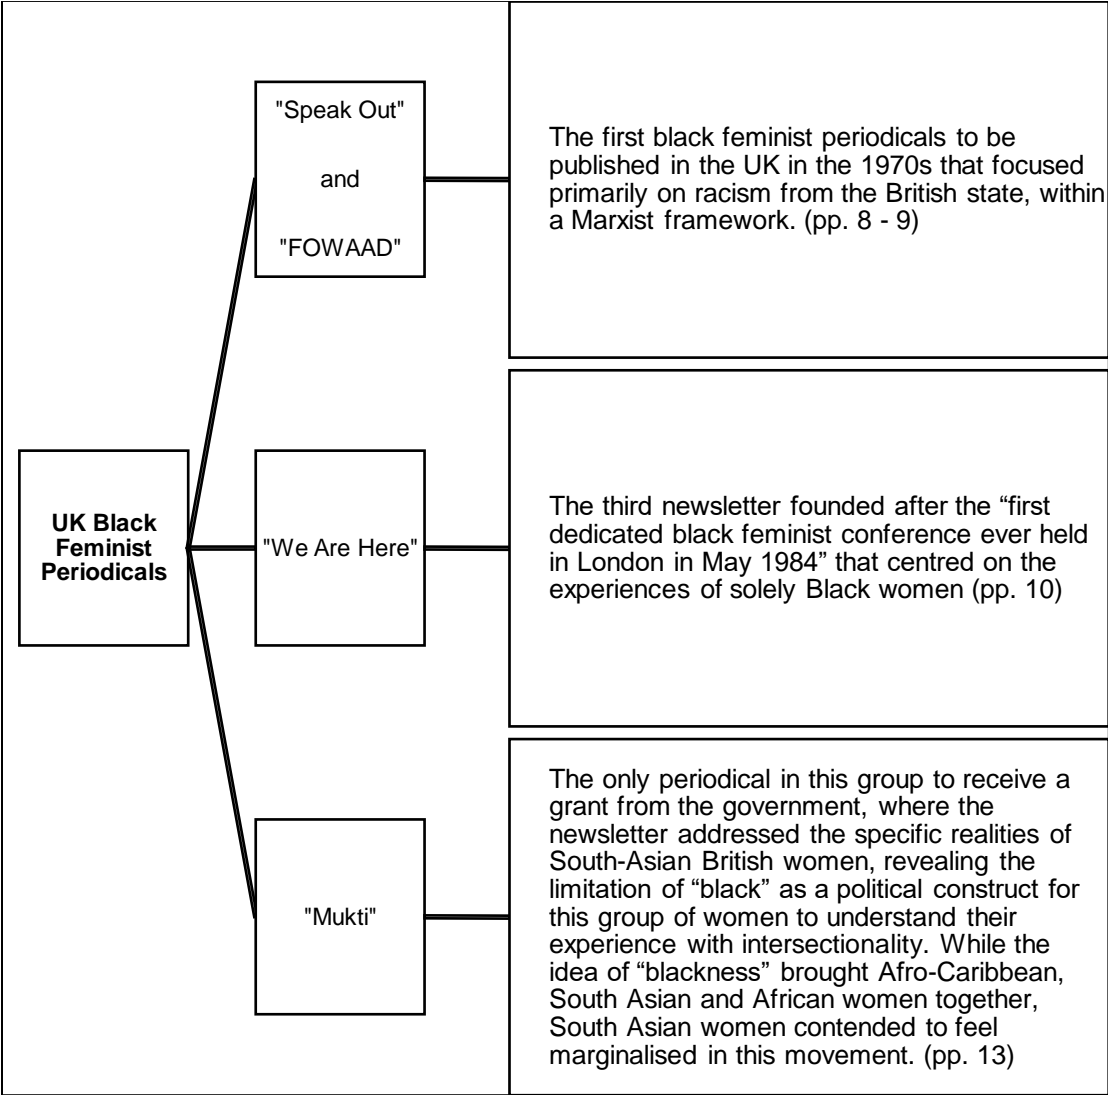 UK Black
Feminist
Periodicals
"Speak Out"
and
"FOWAAD"
The first black feminist periodicals to be
published in the UK in the 1970s that focused
primarily on racism from the British state, within
a Marxist framework. (pp. 8 - 9)
"We Are Here"
The third newsletter founded after the “first
dedicated black feminist conference ever held
in London in May 1984” that centred on the
experiences of solely Black women (pp. 10)
"Mukti"
The only periodical in this group to receive a
grant from the government, where the
newsletter addressed the specific realities of
South-Asian British women, revealing the
limitation of “black” as a political construct for
this group of women to understand their
experience with intersectionality. While the
idea of “blackness” brought Afro-Caribbean,
South Asian and African women together,
South Asian women contended to feel
marginalised in this movement. (pp. 13)